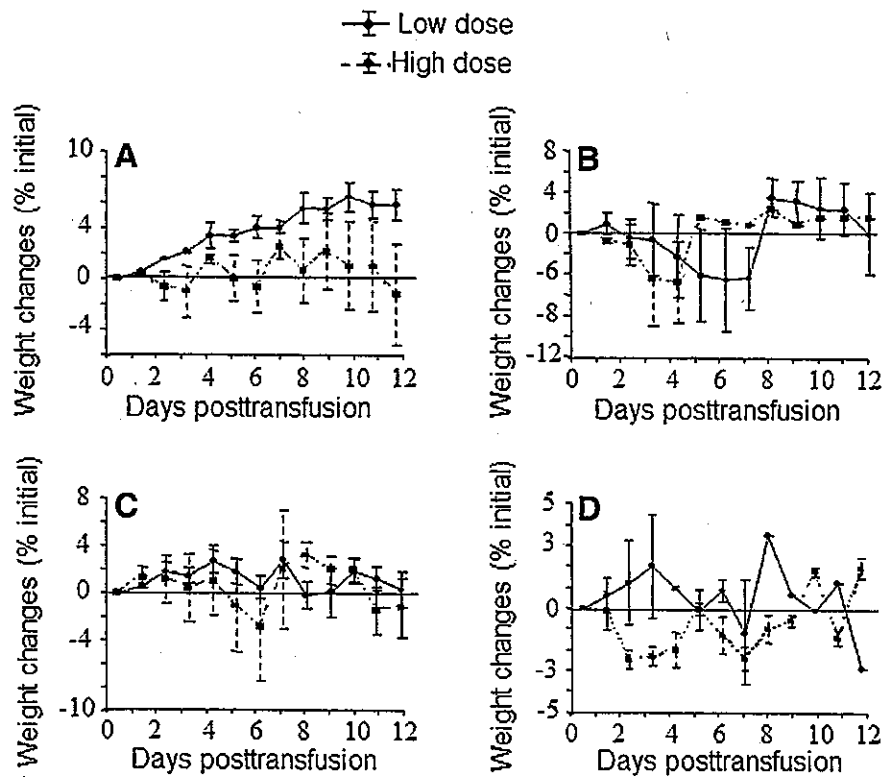 Low dose
High dose
A
Weight changes (% initial)
10
4
0
-4
0 2 4 6 8 10 12
Days posttransfusion
B
Weight changes (% initial)
8
4
0
-6
-8
-12
0 2 4 6 8 10 12
Days posttransfusion
C
Weight changes (% initial)
8
4
0
-4
-10
0 2 4 6 8 10 12
Days posttransfusion
D
Weight changes (% initial)
5
3
0
-3
-5
0 2 4 6 8 10 12
Days posttransfusion